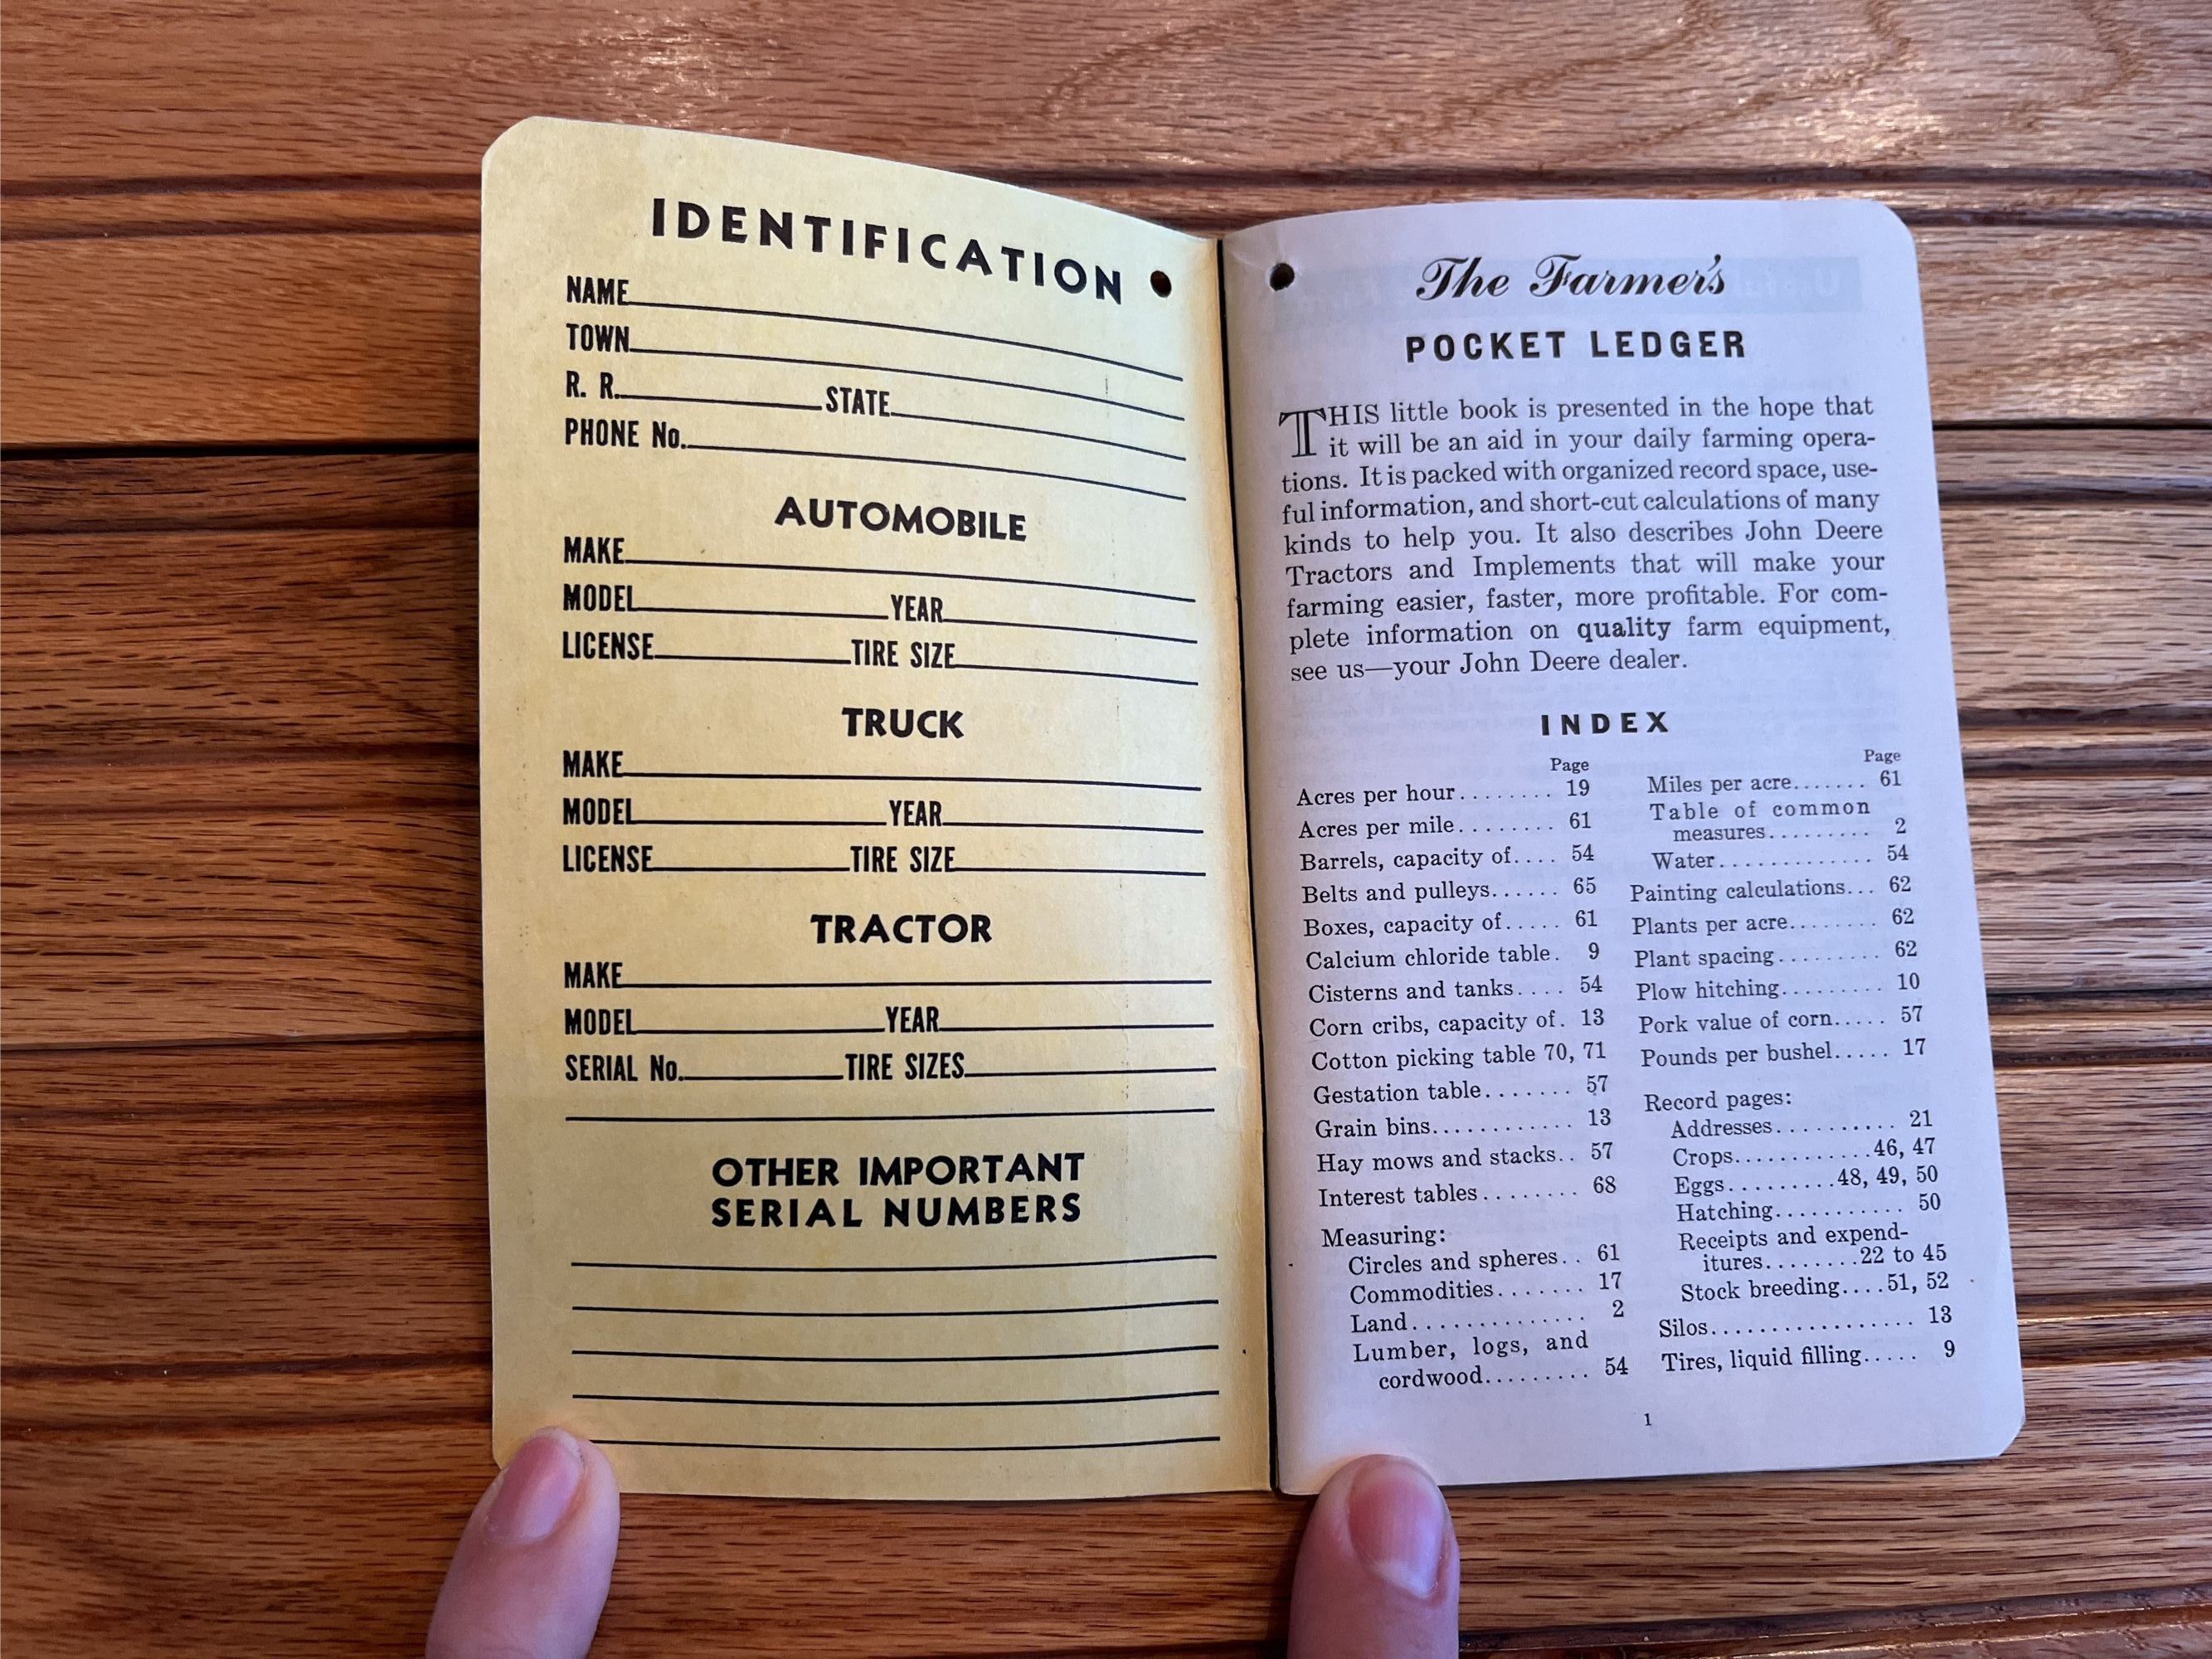 IDENTIFICATION
NAME
TOWN
R. R. STATE
PHONE No.
AUTOMOBILE
MAKE
MODEL YEAR
LICENSE TIRE SIZE
TRUCK
MAKE
MODEL YEAR
LICENSE TIRE SIZE
TRACTOR
MAKE
MODEL YEAR
SERIAL No. TIRE SIZES
OTHER IMPORTANT
SERIAL NUMBERS
The Farmer's
POCKET LEDGER
THIS little book is presented in the hope that
it will be an aid in your daily farming opera-
tions. It is packed with organized record space, use-
ful information, and short-cut calculations of many
kinds to help you. It also describes John Deere
Tractors and Implements that will make your
farming easier, faster, more profitable. For com-
plete information on quality farm equipment,
see us—your John Deere dealer.
INDEX
Page
Acres per hour........ 19
Acres per mile........ 61
Barrels, capacity of.... 54
Belts and pulleys...... 65
Boxes, capacity of..... 61
Calcium chloride table. 9
Cisterns and tanks.... 54
Corn cribs, capacity of. 13
Cotton picking table 70, 71
Gestation table....... 57
Grain bins............ 13
Hay mows and stacks.. 57
Interest tables........ 68
Measuring:
Circles and spheres.. 61
Commodities....... 17
Land.............. 2
Lumber, logs, and
cordwood......... 54
Page
Miles per acre....... 61
Table of common
measures......... 2
Water............. 54
Painting calculations... 62
Plants per acre........ 62
Plant spacing......... 62
Plow hitching......... 10
Pork value of corn..... 57
Pounds per bushel..... 17
Record pages:
Addresses.......... 21
Crops............46, 47
Eggs.........48, 49, 50
Hatching........... 50
Receipts and expend-
itures........22 to 45
Stock breeding....51, 52
Silos................. 13
Tires, liquid filling..... 9
1